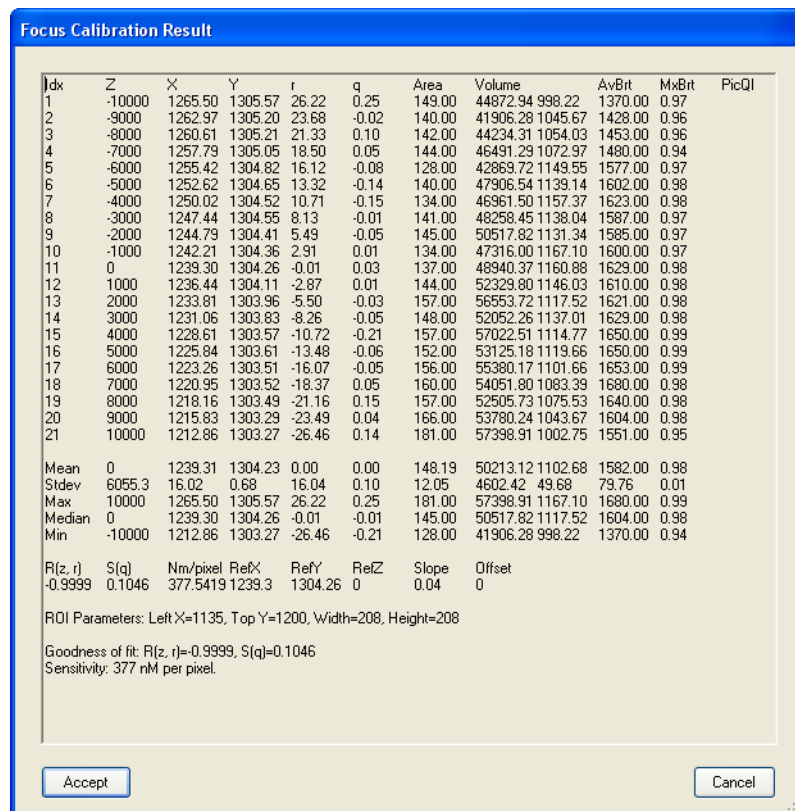 Focus Calibration Result
Idx Z X Y r q Area Volume AvBrt MxBrt PicQI
1 -10000 1265.50 1305.57 26.22 0.25 149.00 44872.94 998.22 1370.00 0.97
2 -9000 1262.97 1305.20 23.68 -0.02 140.00 41906.28 1045.67 1428.00 0.96
3 -8000 1260.61 1305.21 21.33 0.10 142.00 44234.31 1054.03 1453.00 0.96
4 -7000 1257.79 1305.05 18.50 0.05 144.00 46491.29 1072.97 1480.00 0.94
5 -6000 1255.42 1304.82 16.12 -0.08 128.00 42869.72 1149.55 1577.00 0.97
6 -5000 1252.62 1304.65 13.32 -0.14 140.00 47906.54 1139.14 1602.00 0.98
7 -4000 1250.02 1304.52 10.71 -0.15 134.00 46961.50 1157.37 1623.00 0.98
8 -3000 1247.44 1304.55 8.13 -0.01 141.00 48258.45 1138.04 1587.00 0.97
9 -2000 1244.79 1304.41 5.49 -0.05 145.00 50517.82 1131.34 1585.00 0.97
10 -1000 1242.21 1304.36 2.91 0.01 134.00 47316.00 1167.10 1600.00 0.97
11 0 1239.30 1304.26 -0.01 0.03 137.00 48940.37 1160.88 1629.00 0.98
12 1000 1236.44 1304.11 -2.87 0.01 144.00 52329.80 1146.03 1610.00 0.98
13 2000 1233.81 1303.96 -5.50 -0.03 157.00 56553.72 1117.52 1621.00 0.98
14 3000 1231.06 1303.83 -8.26 -0.05 148.00 52052.26 1137.01 1629.00 0.98
15 4000 1228.61 1303.57 -10.72 -0.21 157.00 57022.51 1114.77 1650.00 0.99
16 5000 1225.84 1303.61 -13.48 -0.06 152.00 53125.18 1119.66 1650.00 0.99
17 6000 1223.26 1303.51 -16.07 -0.05 156.00 55380.17 1101.66 1653.00 0.99
18 7000 1220.95 1303.52 -18.37 0.05 160.00 54051.80 1083.39 1680.00 0.98
19 8000 1218.16 1303.49 -21.16 0.15 157.00 52505.73 1075.53 1640.00 0.98
20 9000 1215.83 1303.29 -23.49 0.04 166.00 53780.24 1043.67 1604.00 0.98
21 10000 1212.86 1303.27 -26.46 0.14 181.00 57398.91 1002.75 1551.00 0.95
Mean 0 1239.31 1304.23 0.00 0.00 148.19 50213.12 1102.68 1582.00 0.98
Stdev 6055.3 16.02 0.68 16.04 0.10 12.05 4602.42 49.68 79.76 0.01
Max 10000 1265.50 1305.57 26.22 0.25 181.00 57398.91 1167.10 1680.00 0.99
Median 0 1239.30 1304.26 -0.01 -0.01 145.00 50517.82 1117.52 1604.00 0.98
Min -10000 1212.86 1303.27 -26.46 -0.21 128.00 41906.28 998.22 1370.00 0.94
R(z, r) S(q) Nm/pixel RefX RefY RefZ Slope Offset
-0.9999 0.1046 377.5419 1239.3 1304.26 0 0.04 0
ROI Parameters: Left X=1135, Top Y=1200, Width=208, Height=208
Goodness of fit: R(z, r)=-0.9999, S(q)=0.1046
Sensitivity: 377 nM per pixel.
Accept Cancel